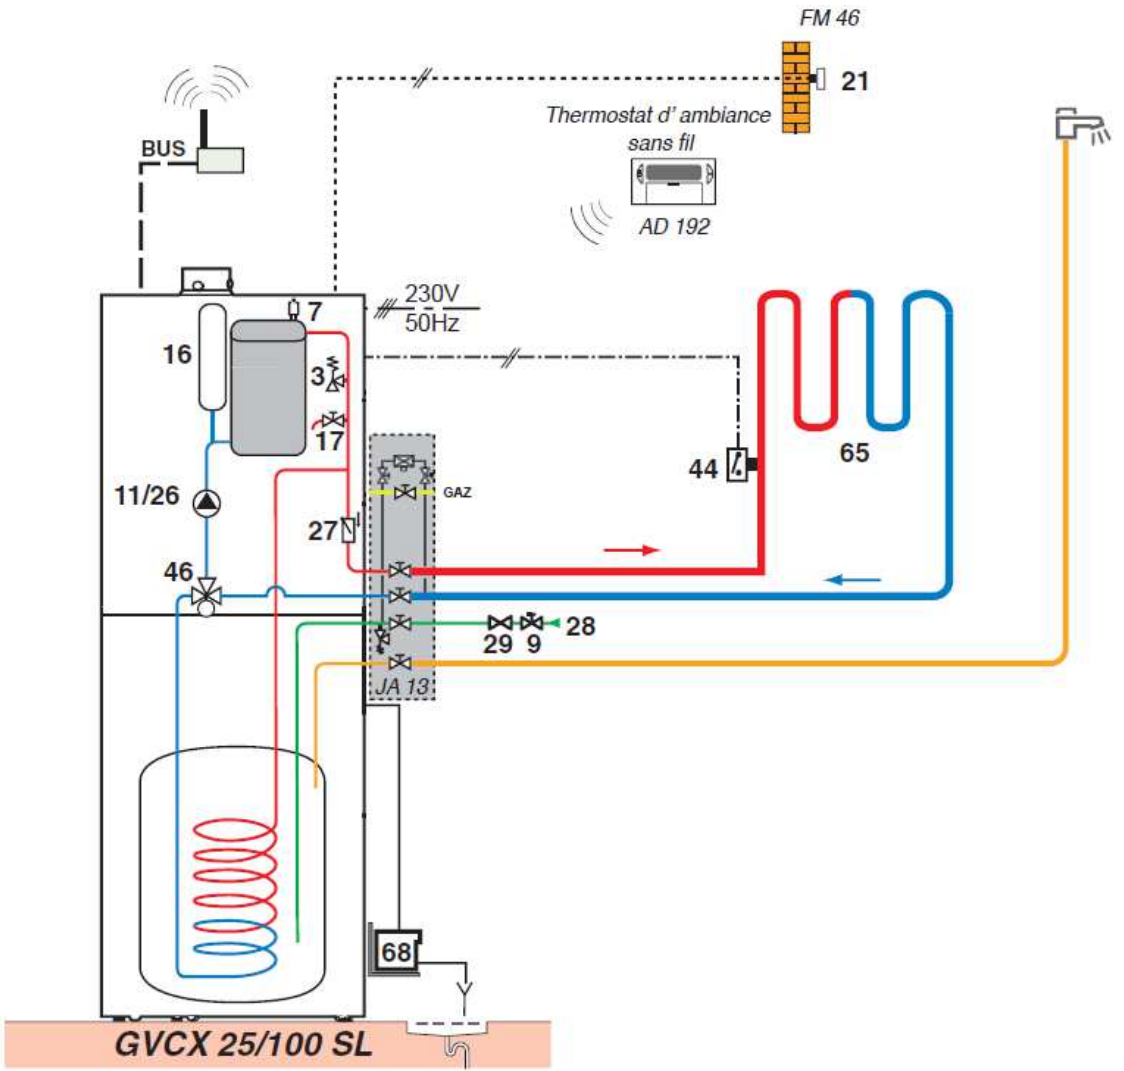 FM 46
21
Thermostat d' ambiance
sans fil
BUS
AD 192
7
230V
50Hz
16
3
17
65
44
11/26
GAZ
27
46
28
29
9
JA 13
68
GVCX 25/100 SL